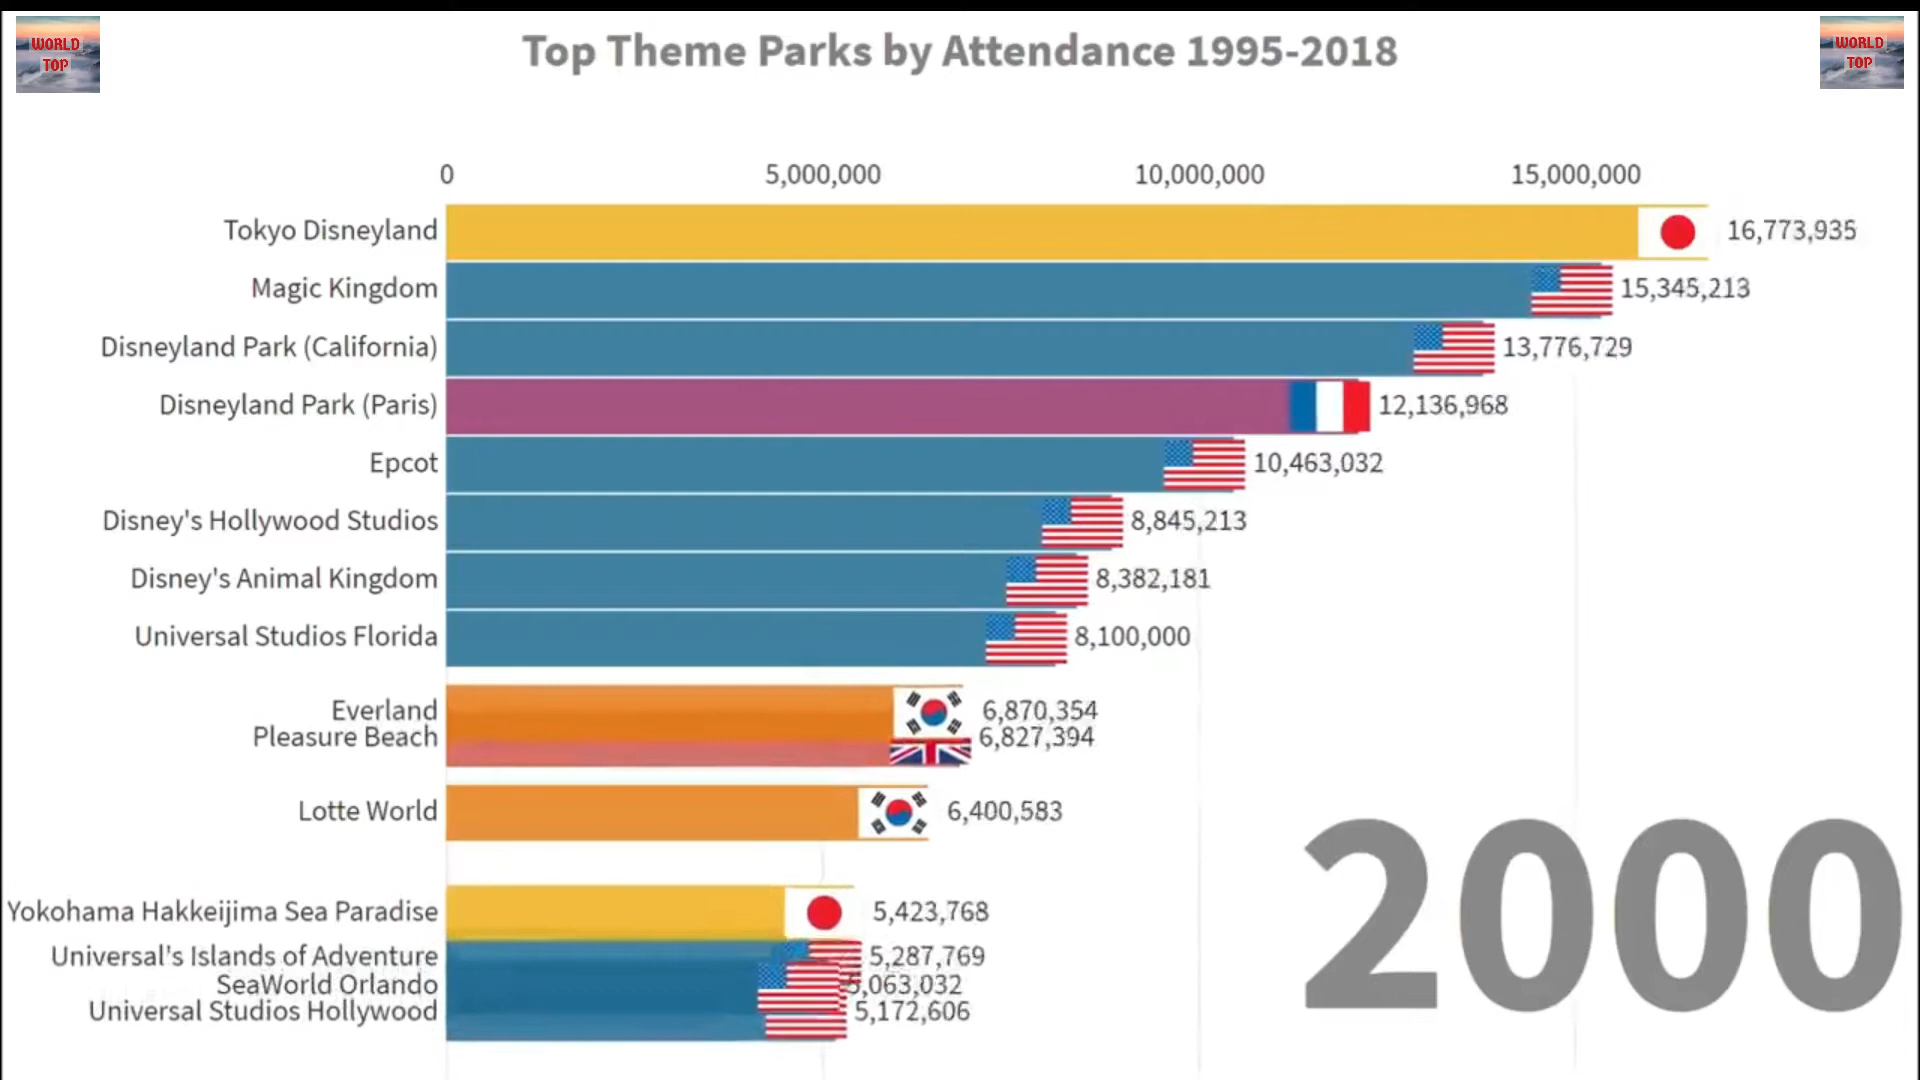 WORLD TOP
Top Theme Parks by Attendance 1995-2018
WORLD TOP
0 5,000,000 10,000,000 15,000,000
Tokyo Disneyland 16,773,935
Magic Kingdom 15,345,213
Disneyland Park (California) 13,776,729
Disneyland Park (Paris) 12,136,968
Epcot 10,463,032
Disney's Hollywood Studios 8,845,213
Disney's Animal Kingdom 8,382,181
Universal Studios Florida 8,100,000
Everland 6,870,354
Pleasure Beach 6,827,394
Lotte World 6,400,583
Yokohama Hakkeijima Sea Paradise 5,423,768
Universal's Islands of Adventure 5,287,769
SeaWorld Orlando 5,063,032
Universal Studios Hollywood 5,172,606
2000